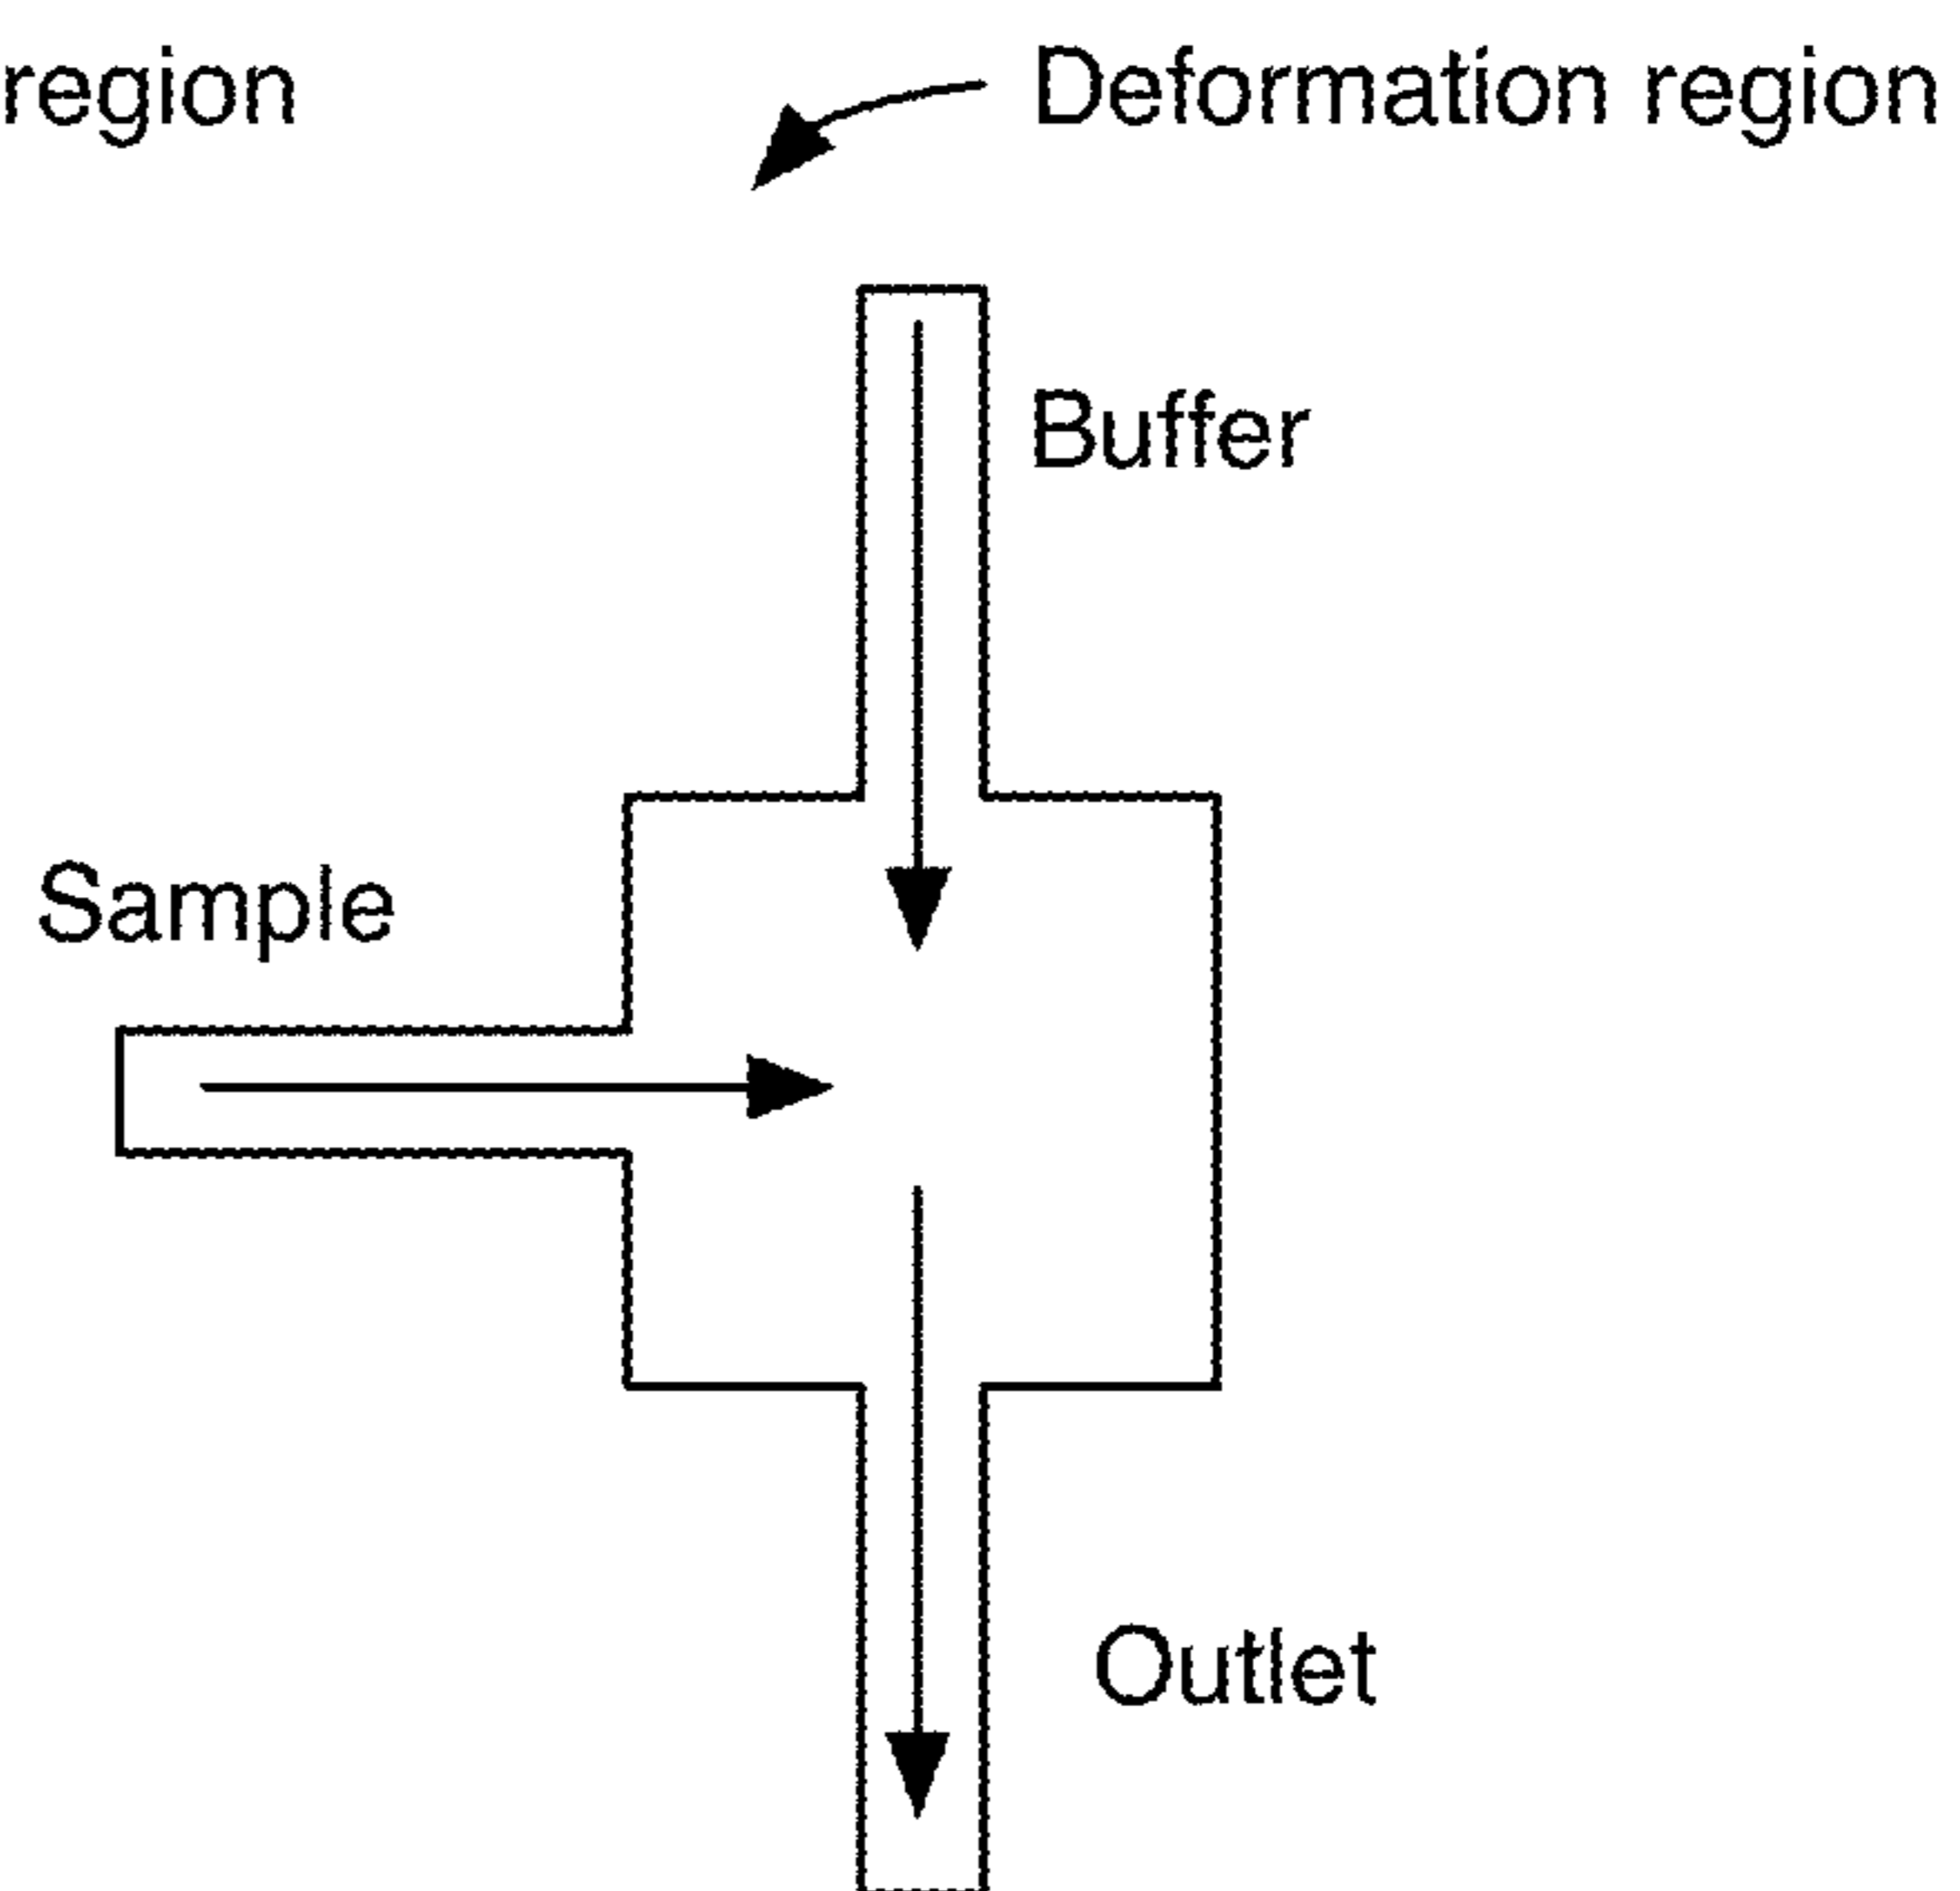 region
Deformation region
Buffer
Sample
Outlet